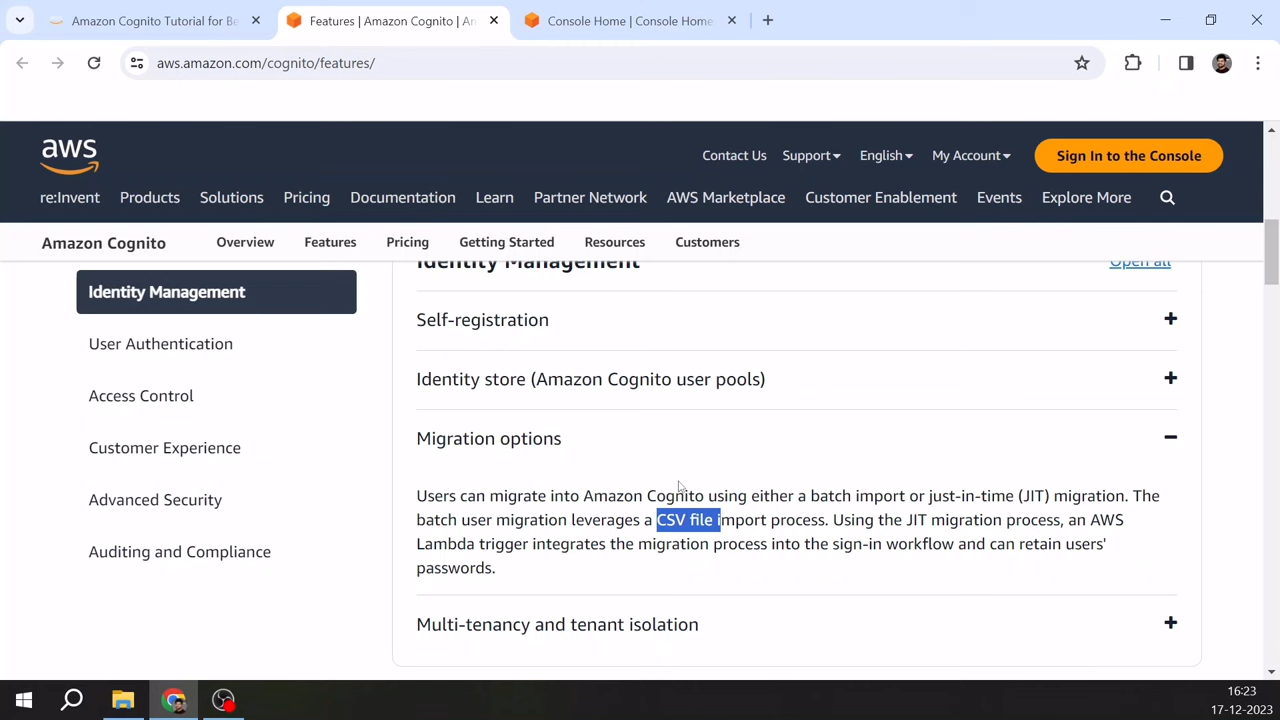 Amazon Cognito Tutorial for Be
Features | Amazon Cognito | An
Console Home | Console Home
aws.amazon.com/cognito/features/
aws
Contact Us Support English My Account Sign In to the Console
re:Invent Products Solutions Pricing Documentation Learn Partner Network AWS Marketplace Customer Enablement Events Explore More
Amazon Cognito Overview Features Pricing Getting Started Resources Customers
Identity Management
User Authentication
Access Control
Customer Experience
Advanced Security
Auditing and Compliance
Identity Management Open all
Self-registration
Identity store (Amazon Cognito user pools)
Migration options
Users can migrate into Amazon Cognito using either a batch import or just-in-time (JIT) migration. The
batch user migration leverages a CSV file import process. Using the JIT migration process, an AWS
Lambda trigger integrates the migration process into the sign-in workflow and can retain users'
passwords.
Multi-tenancy and tenant isolation
16:23
17-12-2023